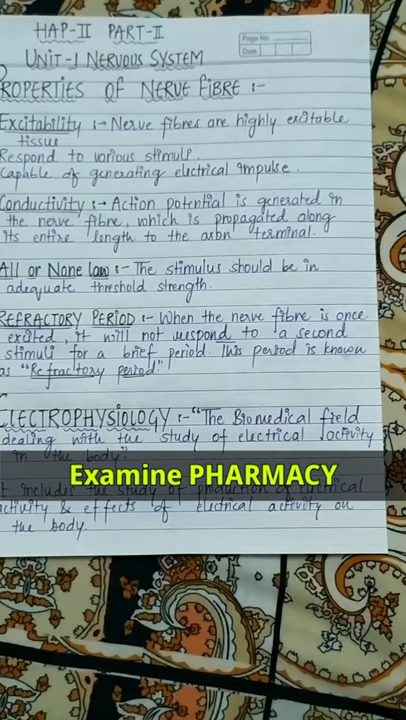 HAP-II PART-II
Page No.
Date
UNIT-I NERVOUS SYSTEM
ROPERTIES OF NERVE FIBRE :-
Excitability :→ Nerve fibres are highly excitable
tissue
Respond to various stimuli.
Capable of generating electrical impulse.
Conductivity :→ Action potential is generated in
the nerve fibre, which is propagated along
its entire length to the axon terminal.
All or None law :- The stimulus should be in
adequate threshold strength.
REFRACTORY PERIOD :- When the nerve fibre is once
excited, it will not respond to a second
stimuli for a brief period. This period is known
as "Refractory period"
ELECTROPHYSIOLOGY :-"The Biomedical field
dealing with the study of electrical activity
in the body"
Examine PHARMACY
t includes the study of production of electrical
activity & effects of electrical activity on
the body.